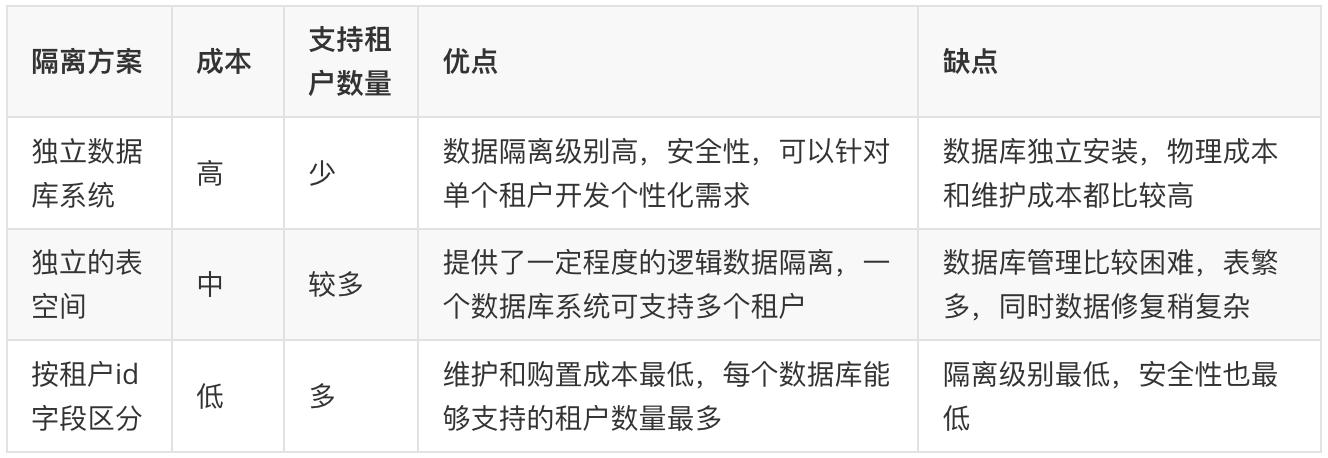 隔离方案
成本
支持租
户数量
优点
缺点
独立数据
库系统
高
少
数据隔离级别高，安全性，可以针对
单个租户开发个性化需求
数据库独立安装，物理成本
和维护成本都比较高
独立的表
空间
中
较多
提供了一定程度的逻辑数据隔离，一
个数据库系统可支持多个租户
数据库管理比较困难，表繁
多，同时数据修复稍复杂
按租户id
字段区分
低
多
维护和购置成本最低，每个数据库能
够支持的租户数量最多
隔离级别最低，安全性也最
低